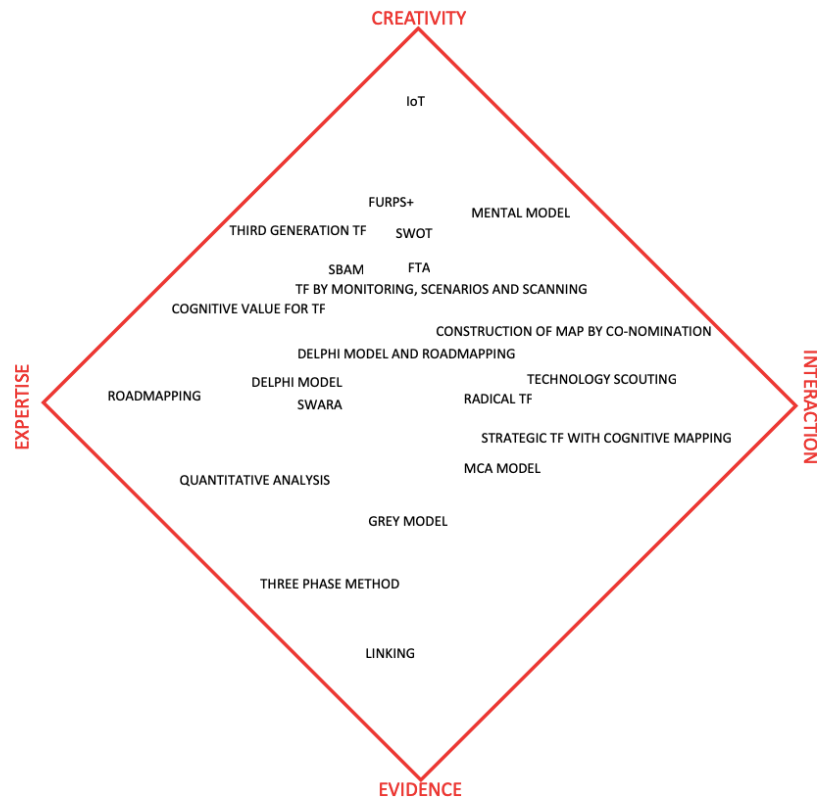 CREATIVITY
IoT
FURPS+
MENTAL MODEL
THIRD GENERATION TF
SWOT
SBAM
FTA
TF BY MONITORING, SCENARIOS AND SCANNING
COGNITIVE VALUE FOR TF
CONSTRUCTION OF MAP BY CO-NOMINATION
DELPHI MODEL AND ROADMAPPING
EXPERTISE
INTERACTION
ROADMAPPING
DELPHI MODEL
TECHNOLOGY SCOUTING
SWARA
RADICAL TF
STRATEGIC TF WITH COGNITIVE MAPPING
MCA MODEL
QUANTITATIVE ANALYSIS
GREY MODEL
THREE PHASE METHOD
LINKING
EVIDENCE